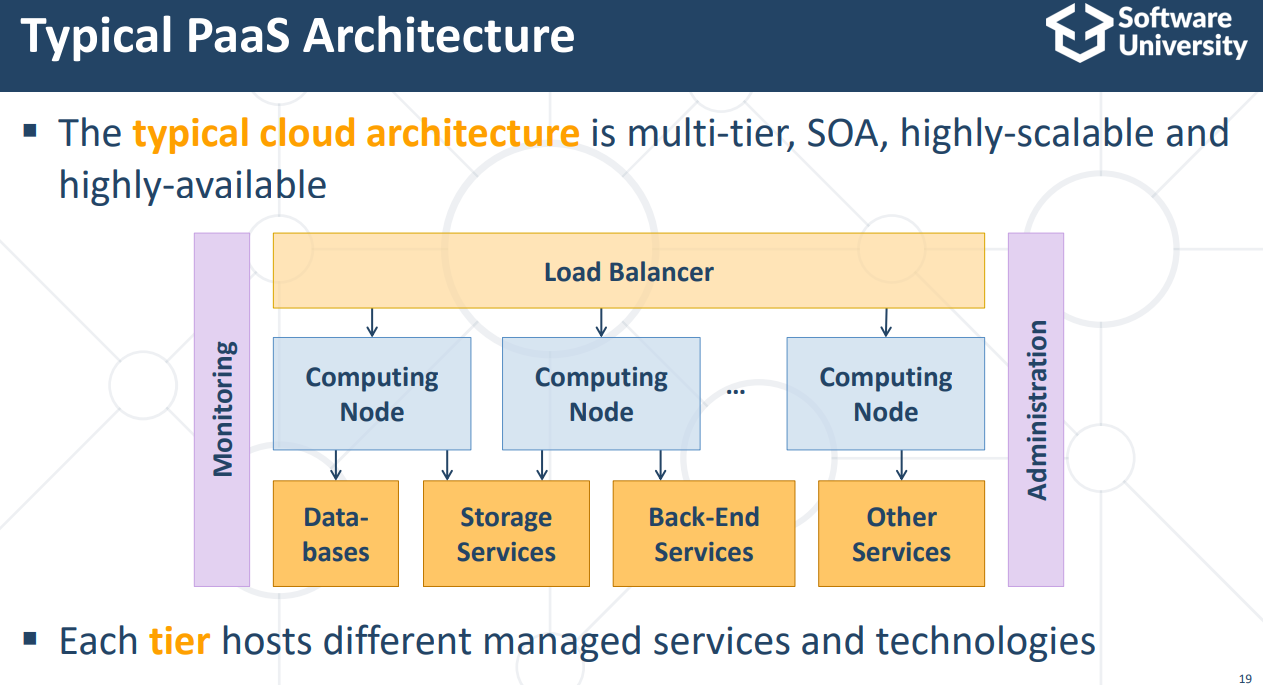 Typical PaaS Architecture
Software
University
▪ The typical cloud architecture is multi-tier, SOA, highly-scalable and
highly-available
Monitoring
Load Balancer
Administration
Computing
Node
Computing
Node
...
Computing
Node
Data-
bases
Storage
Services
Back-End
Services
Other
Services
▪ Each tier hosts different managed services and technologies
19